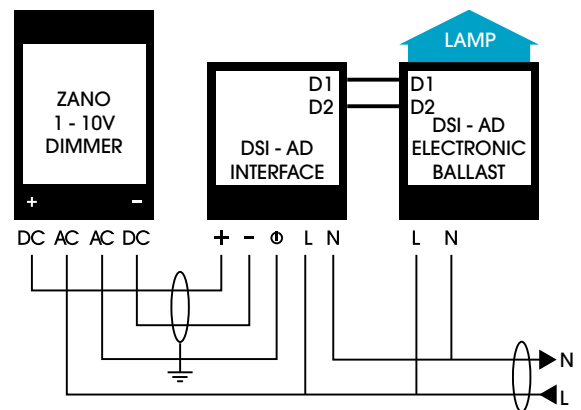 LAMP
ZANO
1 - 10V
DIMMER
+ -
DC AC AC DC
D1
D2
DSI - AD
INTERFACE
+ - L N
D1
D2
DSI - AD
ELECTRONIC
BALLAST
L N
N
L